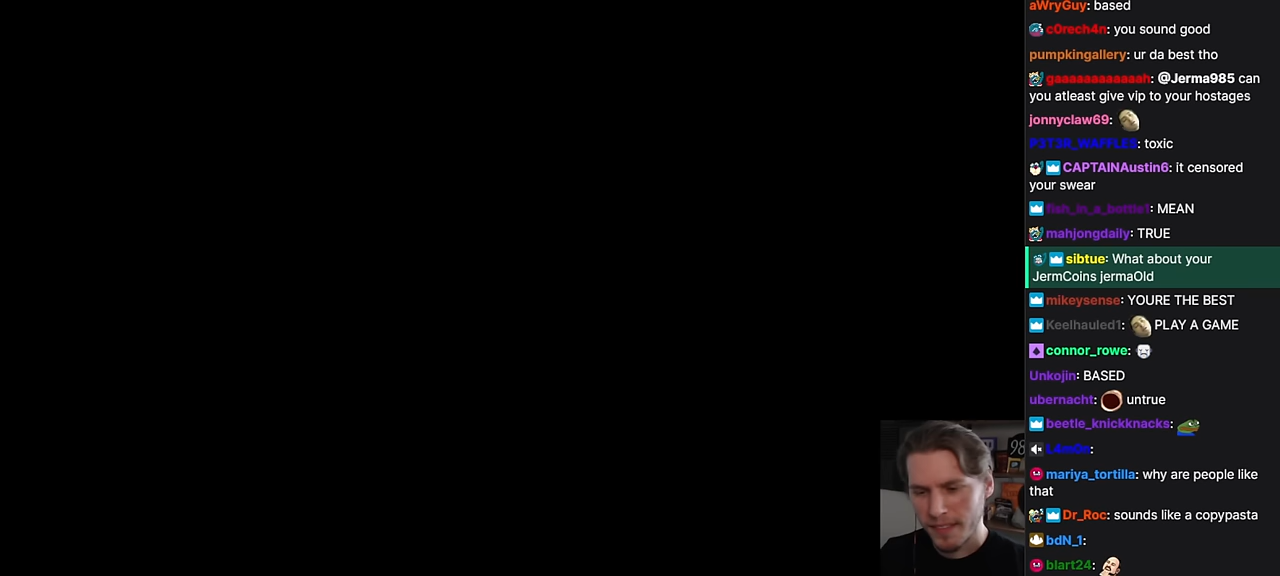 aWryGuy: based
c0rech4n: you sound good
pumpkingallery: ur da best tho
gaaaaaaaaaaaah: @Jerma985 can
you atleast give vip to your hostages
jonnyclaw69:
P3T3R_WAFFLES: toxic
CAPTAINAustin6: it censored
your swear
fish_in_a_bottle1: MEAN
mahjongdaily: TRUE
sibtue: What about your
JermCoins jermaOld
mikeysense: YOURE THE BEST
Keelhauled1: PLAY A GAME
connor_rowe:
Unkojin: BASED
ubernacht: untrue
beetle_knickknacks:
98
mariya_tortilla: why are people like
that
Dr_Roc: sounds like a copypasta
bdN_1:
blart24: